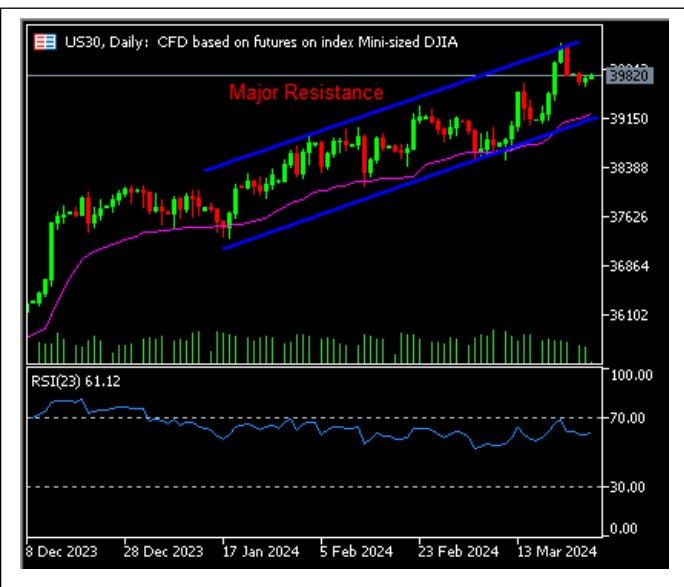 US30, Daily: CFD based on futures on index Mini-sized DJIA
Major Resistance
39820
39150
38388
37626
36864
36102
RSI(23) 61.12
100.00
70.00
30.00
0.00
8 Dec 2023 28 Dec 2023 17 Jan 2024 5 Feb 2024 23 Feb 2024 13 Mar 2024